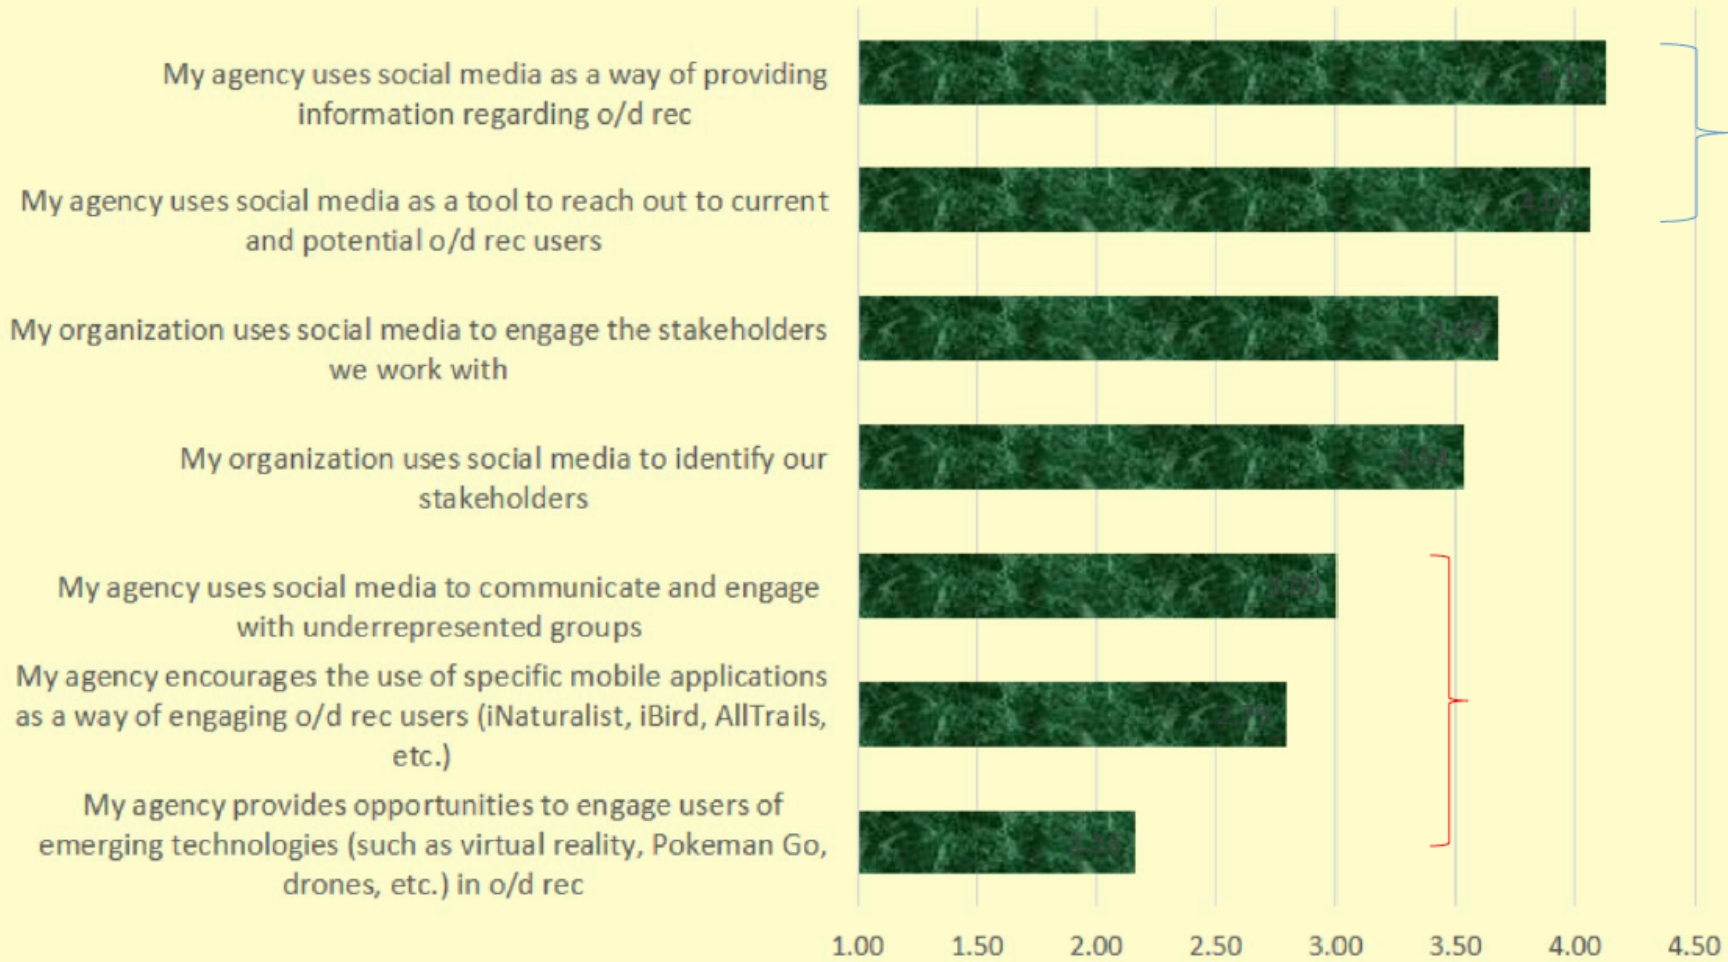 My agency uses social media as a way of providing
information regarding o/d rec
My agency uses social media as a tool to reach out to current
and potential o/d rec users
4.06
My organization uses social media to engage the stakeholders
we work with
3.68
My organization uses social media to identify our
stakeholders
My agency uses social media to communicate and engage
with underrepresented groups
3.00
My agency encourages the use of specific mobile applications
as a way of engaging o/d rec users (iNaturalist, iBird, AllTrails,
etc.)
My agency provides opportunities to engage users of
emerging technologies (such as virtual reality, Pokeman Go,
drones, etc.) in o/d rec
1.00 1.50 2.00 2.50 3.00 3.50 4.00 4.50